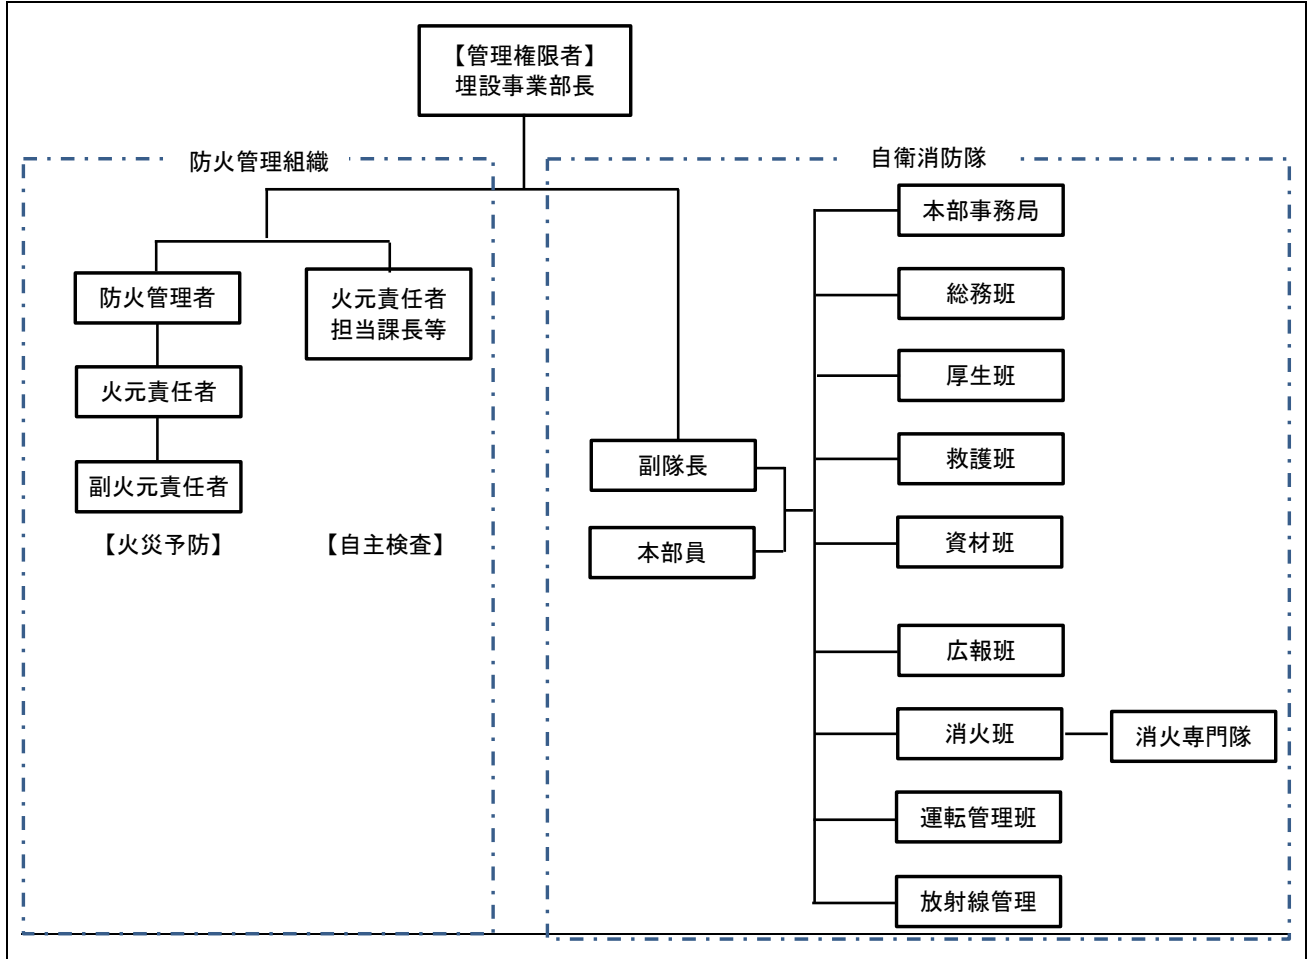 【管理権限者】
埋設事業部長
防火管理組織
防火管理者
火元責任者
担当課長等
火元責任者
副火元責任者
【火災予防】
【自主検査】
自衛消防隊
副隊長
本部員
本部事務局
総務班
厚生班
救護班
資材班
広報班
消火班
消火専門隊
運転管理班
放射線管理